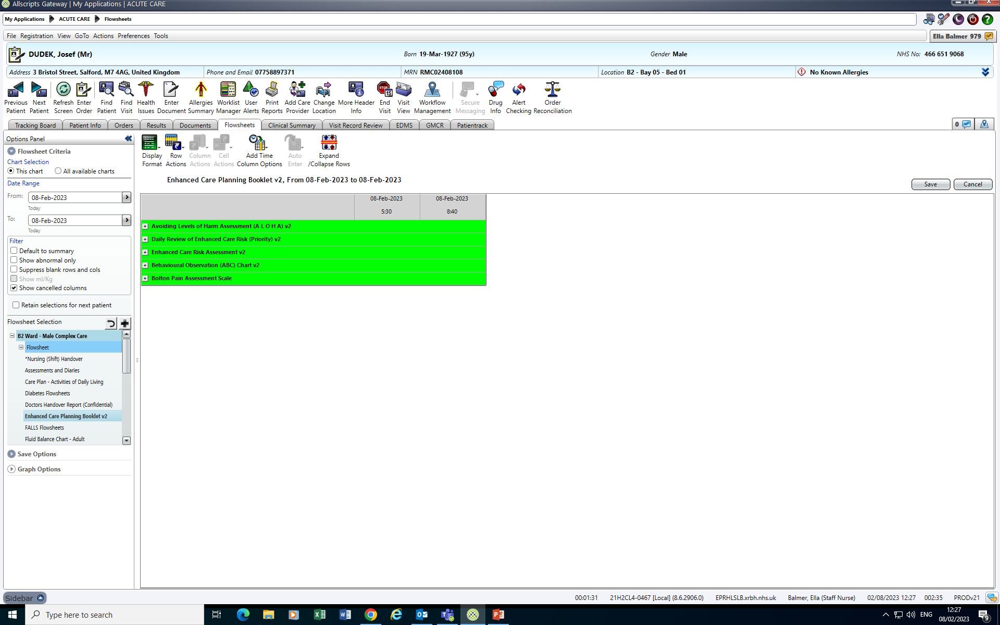 Allscripts Gateway | My Applications | ACUTE CARE
My Applications ACUTE CARE Flowsheets
File Registration View GoTo Actions Preferences Tools
Ella Balmer 979
DUDEK, Josef (Mr) Born 19-Mar-1927 (95y) Gender Male NHS No: 466 651 9068
Address 3 Bristol Street, Salford, M7 4AG, United Kingdom Phone and Email 07758897371 MRN RMC02408108 Location B2 - Bay 05 - Bed 01 No Known Allergies
Previous Patient
Next Patient
Refresh Screen
Enter Order
Find Patient
Find Visit
Health Issues
Enter Document
Allergies Summary
Worklist Manager
User Alerts
Print Reports
Add Care Provider
Change Location
More Header Info
STOP 15
End Visit
Visit View
Workflow Management
Secure Messaging
Drug Info
Alert Checking
Order Reconciliation
Tracking Board Patient Info Orders Results Documents Flowsheets Clinical Summary Visit Record Review EDMS GMCR Patientrack 0
Options Panel
Flowsheet Criteria
Chart Selection
This chart All available charts
Date Range
From: 08-Feb-2023
Today
To: 08-Feb-2023
Today
Filter
Default to summary
Show abnormal only
Suppress blank rows and cols
Show ml/Kg
Show cancelled columns
Retain selections for next patient
Flowsheet Selection
B2 Ward - Male Complex Care
Flowsheet
*Nursing (Shift) Handover
Assessments and Diaries
Care Plan - Activities of Daily Living
Diabetes Flowsheets
Doctors Handover Report (Confidential)
Enhanced Care Planning Booklet v2
FALLS Flowsheets
Fluid Balance Chart - Adult
Save Options
Graph Options
Display Format
Row Actions
Column Actions
Cell Actions
Add Time Column Options
Auto Enter
Expand /Collapse Rows
Enhanced Care Planning Booklet v2, From 08-Feb-2023 to 08-Feb-2023
Save Cancel
08-Feb-2023 08-Feb-2023
5:30 8:40
Avoiding Levels of Harm Assessment (A L O H A) v2
Daily Review of Enhanced Care Risk (Priority) v2
Enhanced Care Risk Assessment v2
Behavioural Observation (ABC) Chart v2
Bolton Pain Assessment Scale
Sidebar 00:01:31 21H2CL4-0467 [Local] (8.6.2906.0) EPRHLSLB.xrbh.nhs.uk Balmer, Ella (Staff Nurse) 02/08/2023 12:27 002:35 PRODv21
Type here to search
ENG
12:27
08/02/2023
9